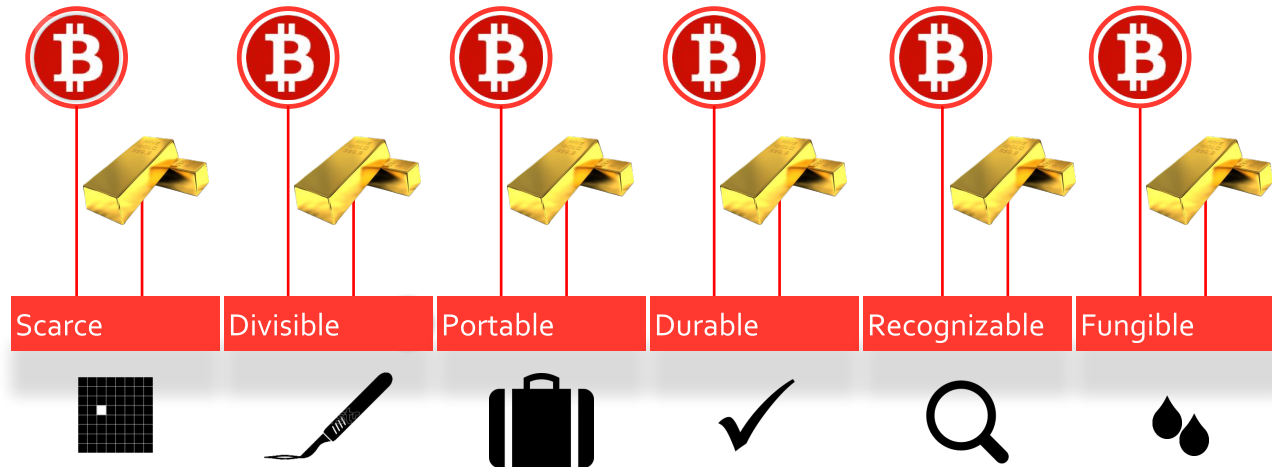 Scarce
Divisible
Portable
Durable
Recognizable
Fungible